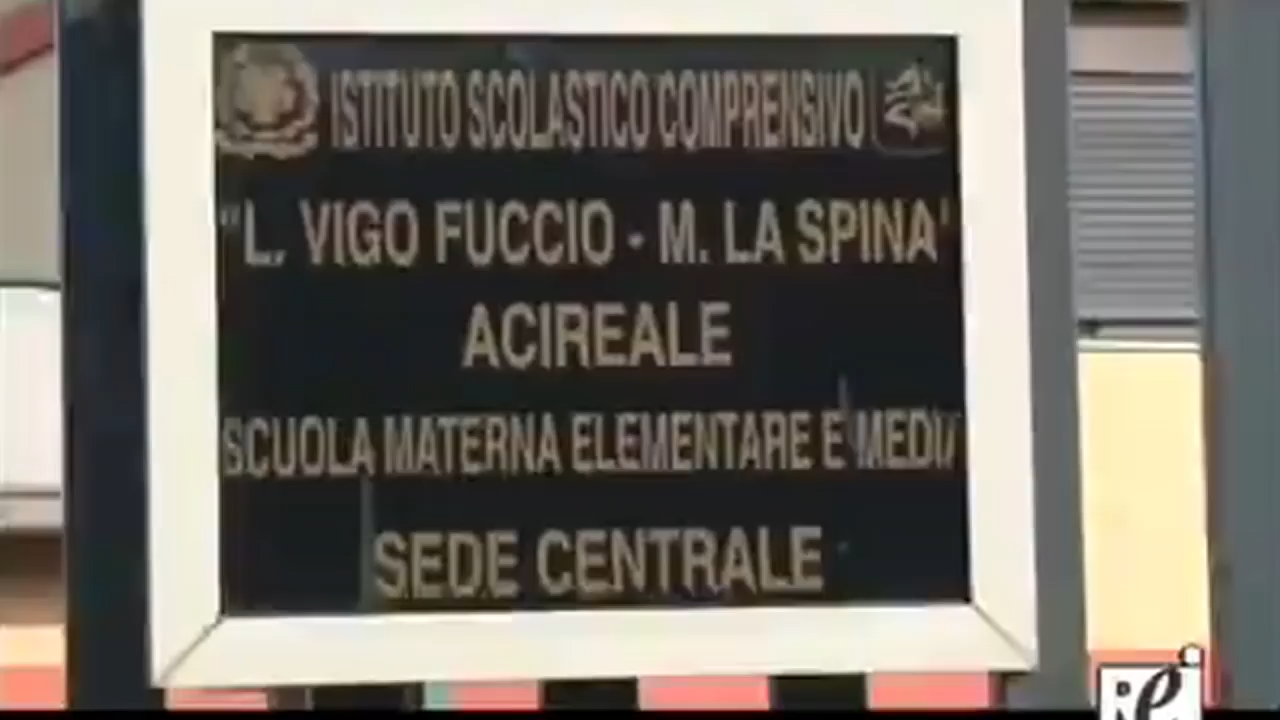 ISTITUTO SCOLASTICO COMPRENSIVO
"L. VIGO FUCCIO - M. LA SPINA"
ACIREALE
SCUOLA MATERNA ELEMENTARE E MEDIA
SEDE CENTRALE